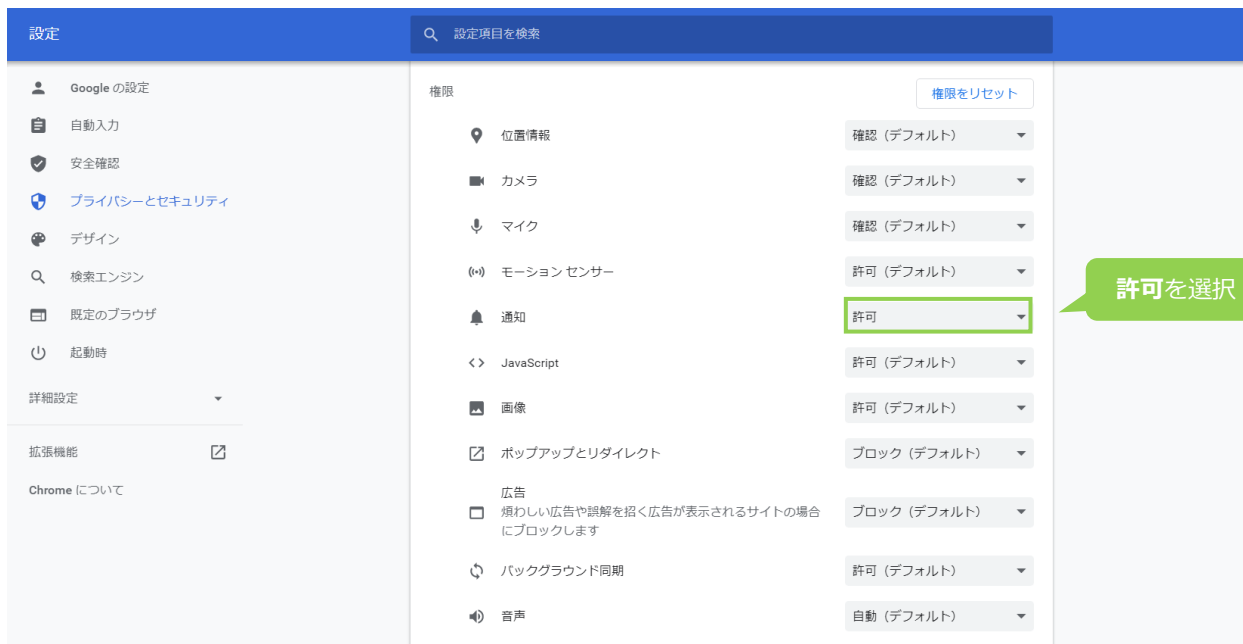 設定
設定項目を検索
Google の設定
自動入力
安全確認
プライバシーとセキュリティ
デザイン
検索エンジン
既定のブラウザ
起動時
詳細設定
拡張機能
Chrome について
権限
権限をリセット
位置情報
確認（デフォルト）
カメラ
確認（デフォルト）
マイク
確認（デフォルト）
モーション センサー
許可（デフォルト）
通知
許可
許可を選択
JavaScript
許可（デフォルト）
画像
許可（デフォルト）
ポップアップとリダイレクト
ブロック（デフォルト）
広告
煩わしい広告や誤解を招く広告が表示されるサイトの場合
にブロックします
ブロック（デフォルト）
バックグラウンド同期
許可（デフォルト）
音声
自動（デフォルト）